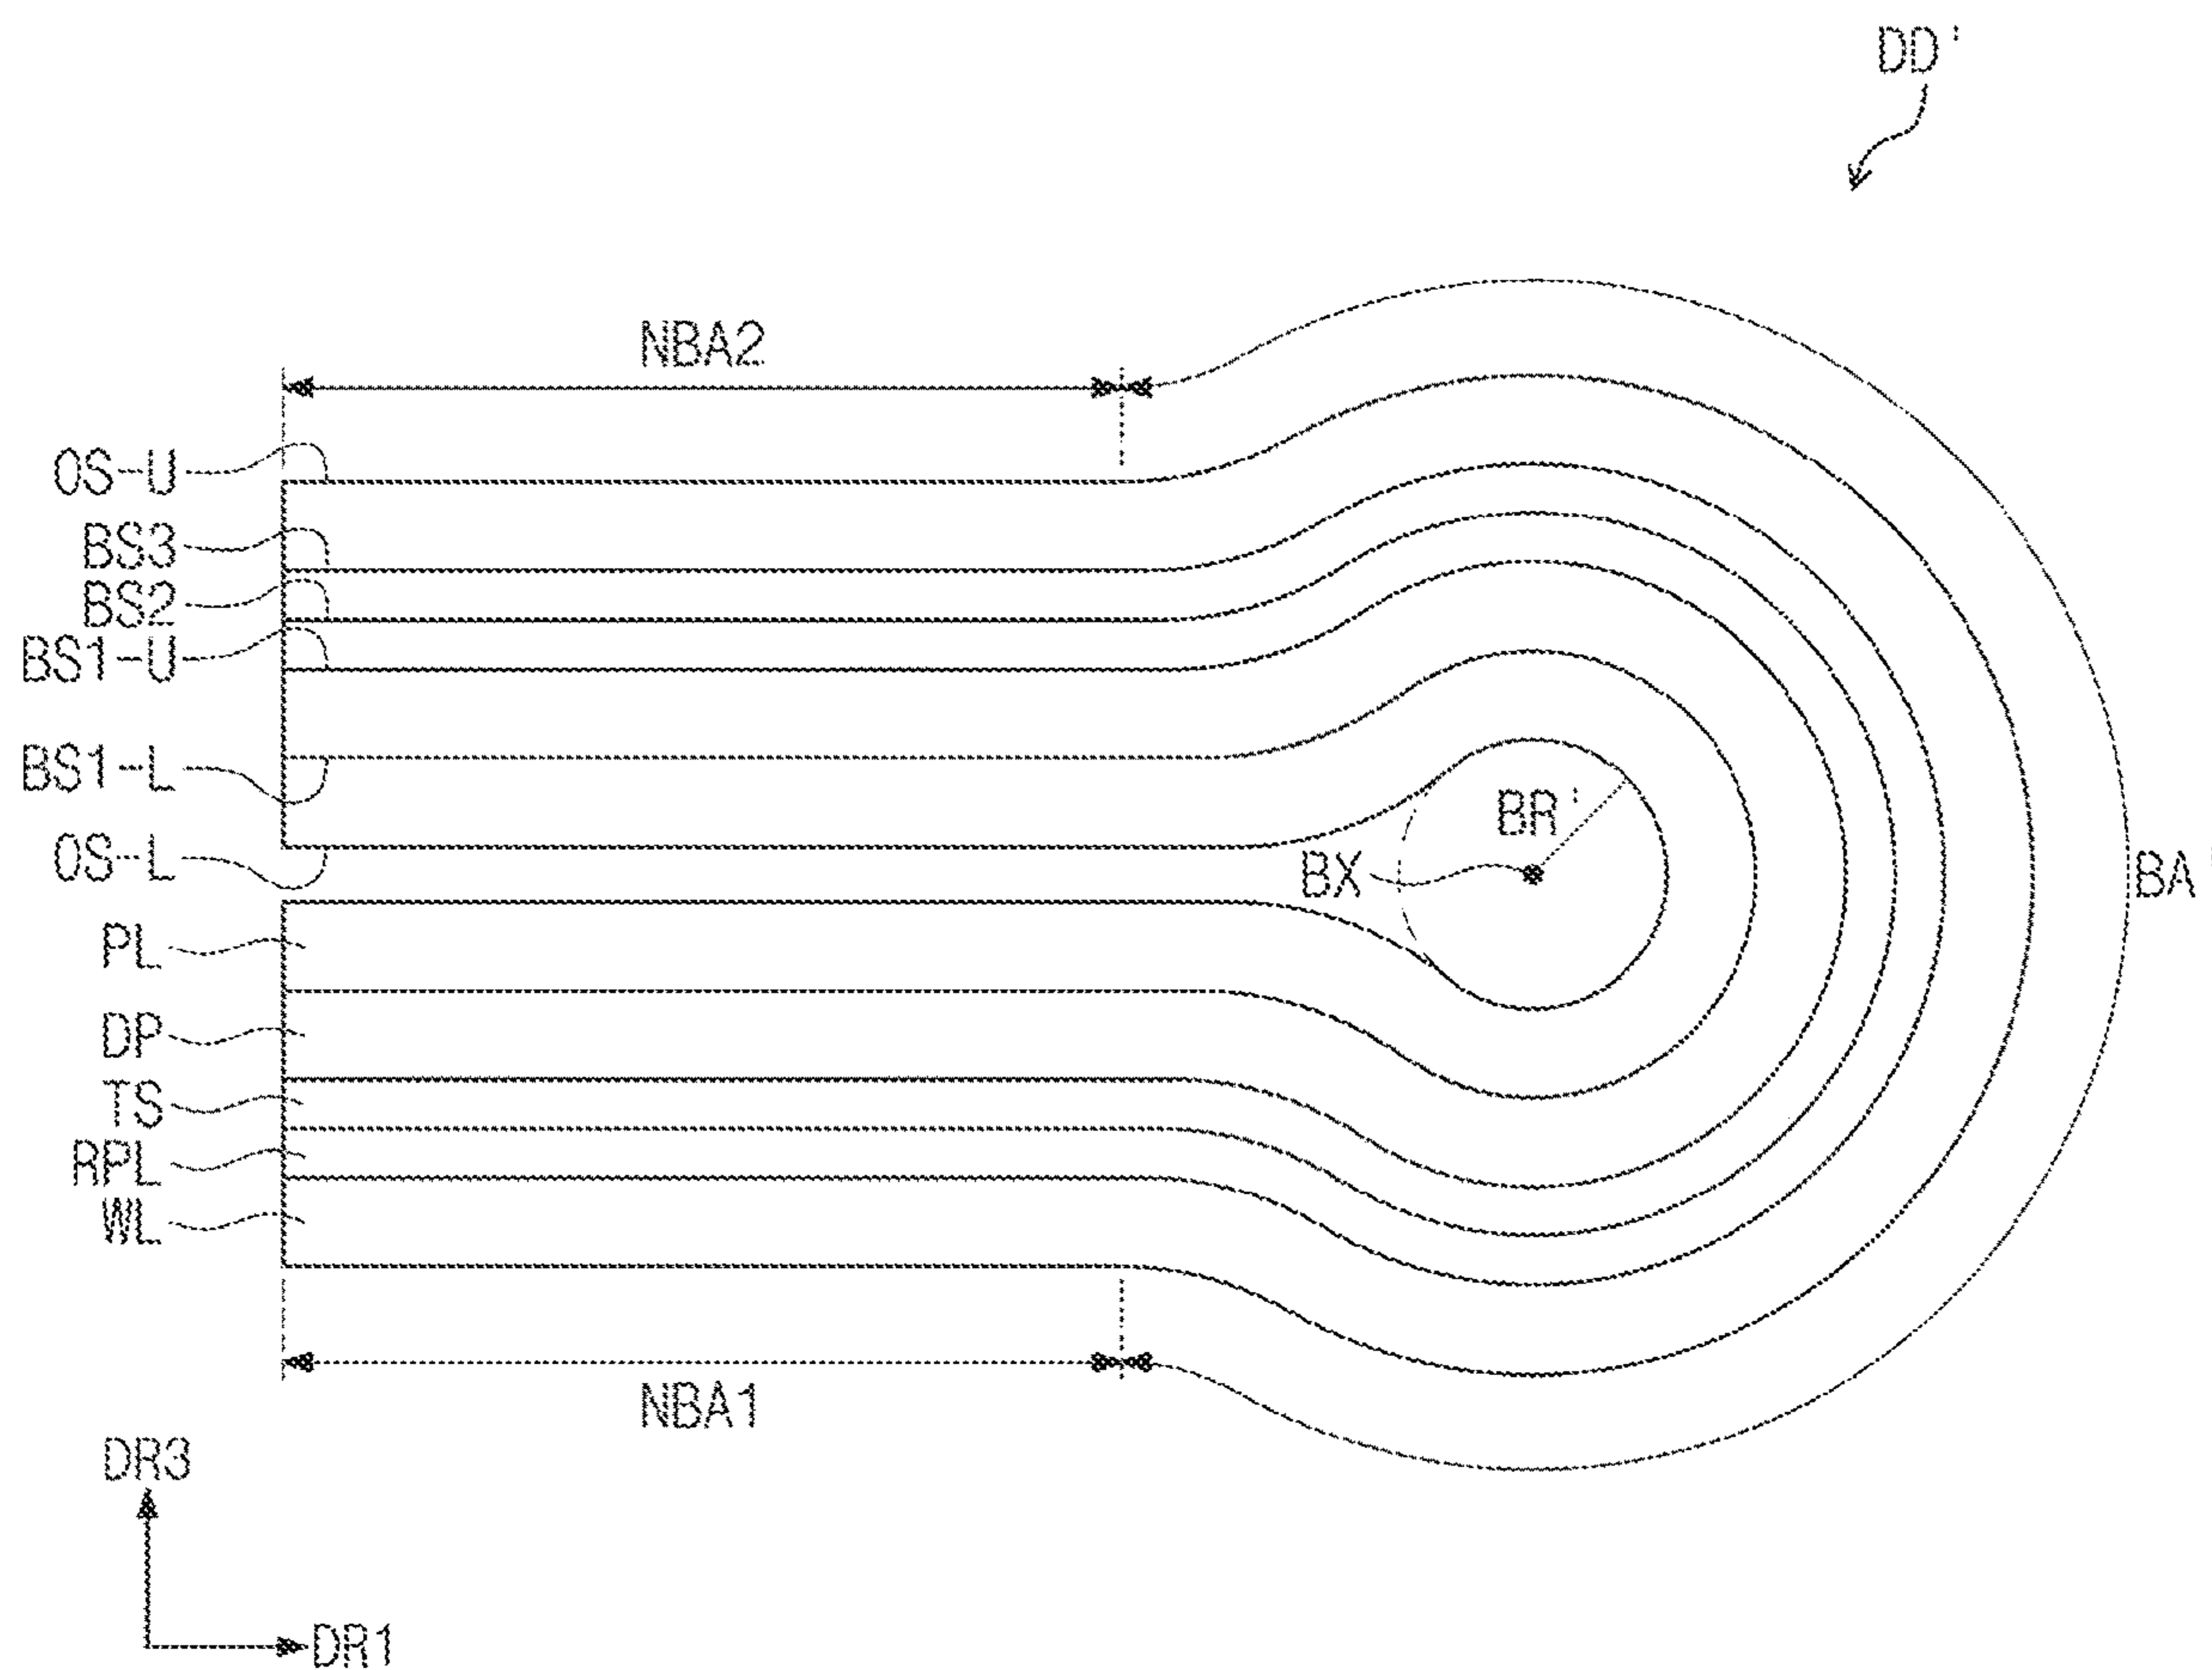 DD'
NBA2
OS-U
BS3
BS2
BS1-U
BS1-L
OS-L
BR'
BX
BA
PL
DP
TS
RPL
WL
NBA1
DR3
DR1